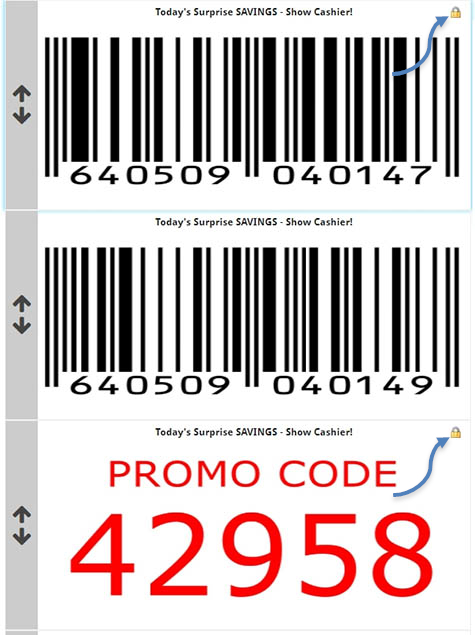 Today's Surprise SAVINGS - Show Cashier!
640509 040147
Today's Surprise SAVINGS - Show Cashier!
640509 040149
Today's Surprise SAVINGS - Show Cashier!
PROMO CODE
42958